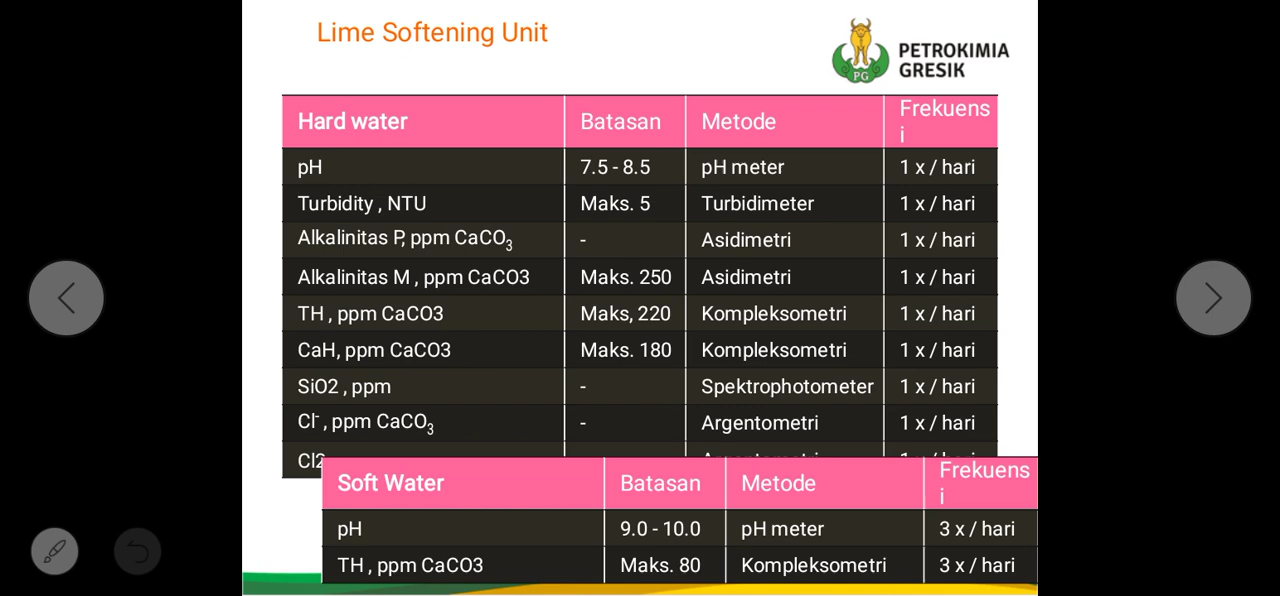 Lime Softening Unit
PETROKIMIA
GRESIK
PG
Hard water Batasan Metode Frekuens
i
pH 7.5 - 8.5 pH meter 1 x / hari
Turbidity , NTU Maks. 5 Turbidimeter 1 x / hari
Alkalinitas P, ppm CaCO3 - Asidimetri 1 x / hari
Alkalinitas M , ppm CaCO3 Maks. 250 Asidimetri 1 x / hari
TH , ppm CaCO3 Maks, 220 Kompleksometri 1 x / hari
CaH, ppm CaCO3 Maks. 180 Kompleksometri 1 x / hari
SiO2 , ppm - Spektrophotometer 1 x / hari
Cl⁻ , ppm CaCO3 - Argentometri 1 x / hari
Cl2
Soft Water Batasan Metode Frekuens
i
pH 9.0 - 10.0 pH meter 3 x / hari
TH , ppm CaCO3 Maks. 80 Kompleksometri 3 x / hari